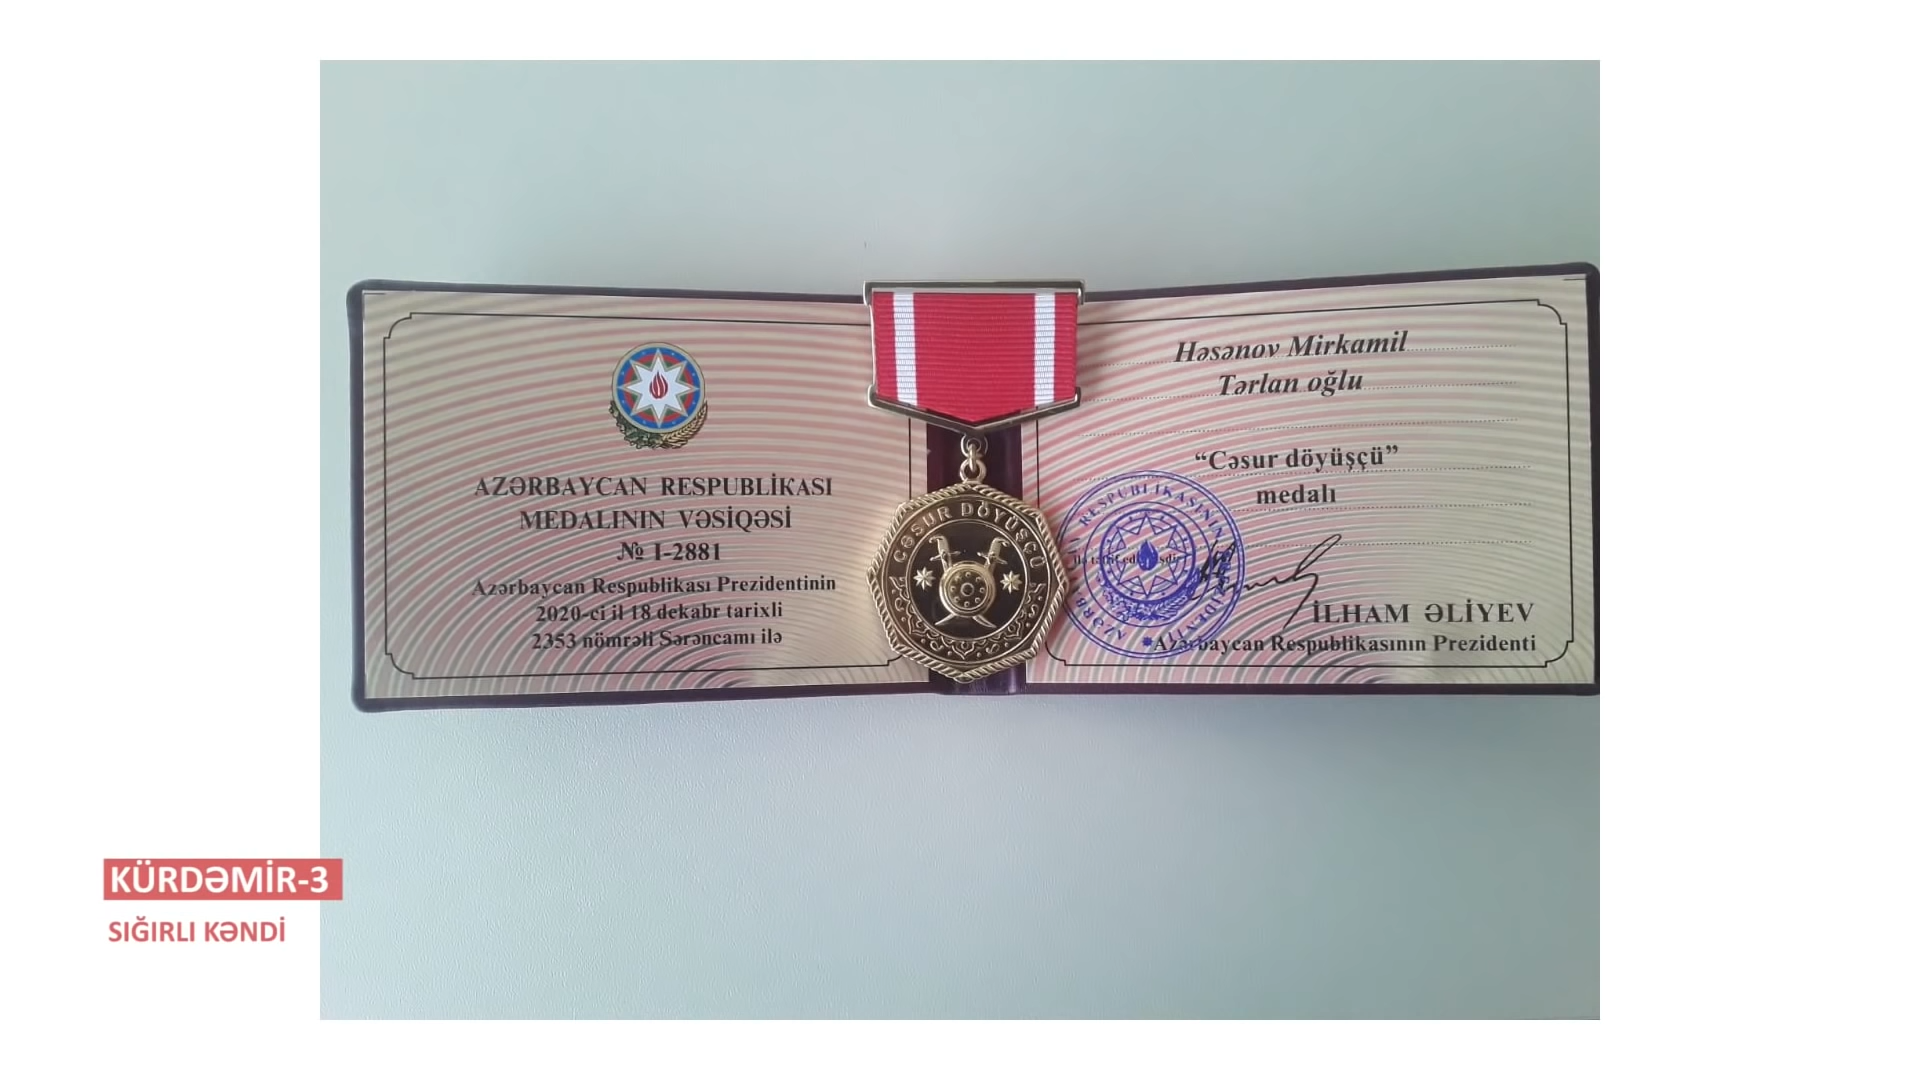 AZƏRBAYCAN RESPUBLİKASI
MEDALININ VƏSİQƏSİ
№ I-2881
Azərbaycan Respublikası Prezidentinin
2020-ci il 18 dekabr tarixli
2353 nömrəli Sərəncamı ilə
CƏSUR DÖYÜŞÇÜ
Həsənov Mirkamil
Tərlan oğlu
“Cəsur döyüşçü”
medalı
RESPUBLİKASININ
İLHAM ƏLİYEV
Azərbaycan Respublikasının Prezidenti
KÜRDƏMİR-3
SIĞIRLI KƏNDİ